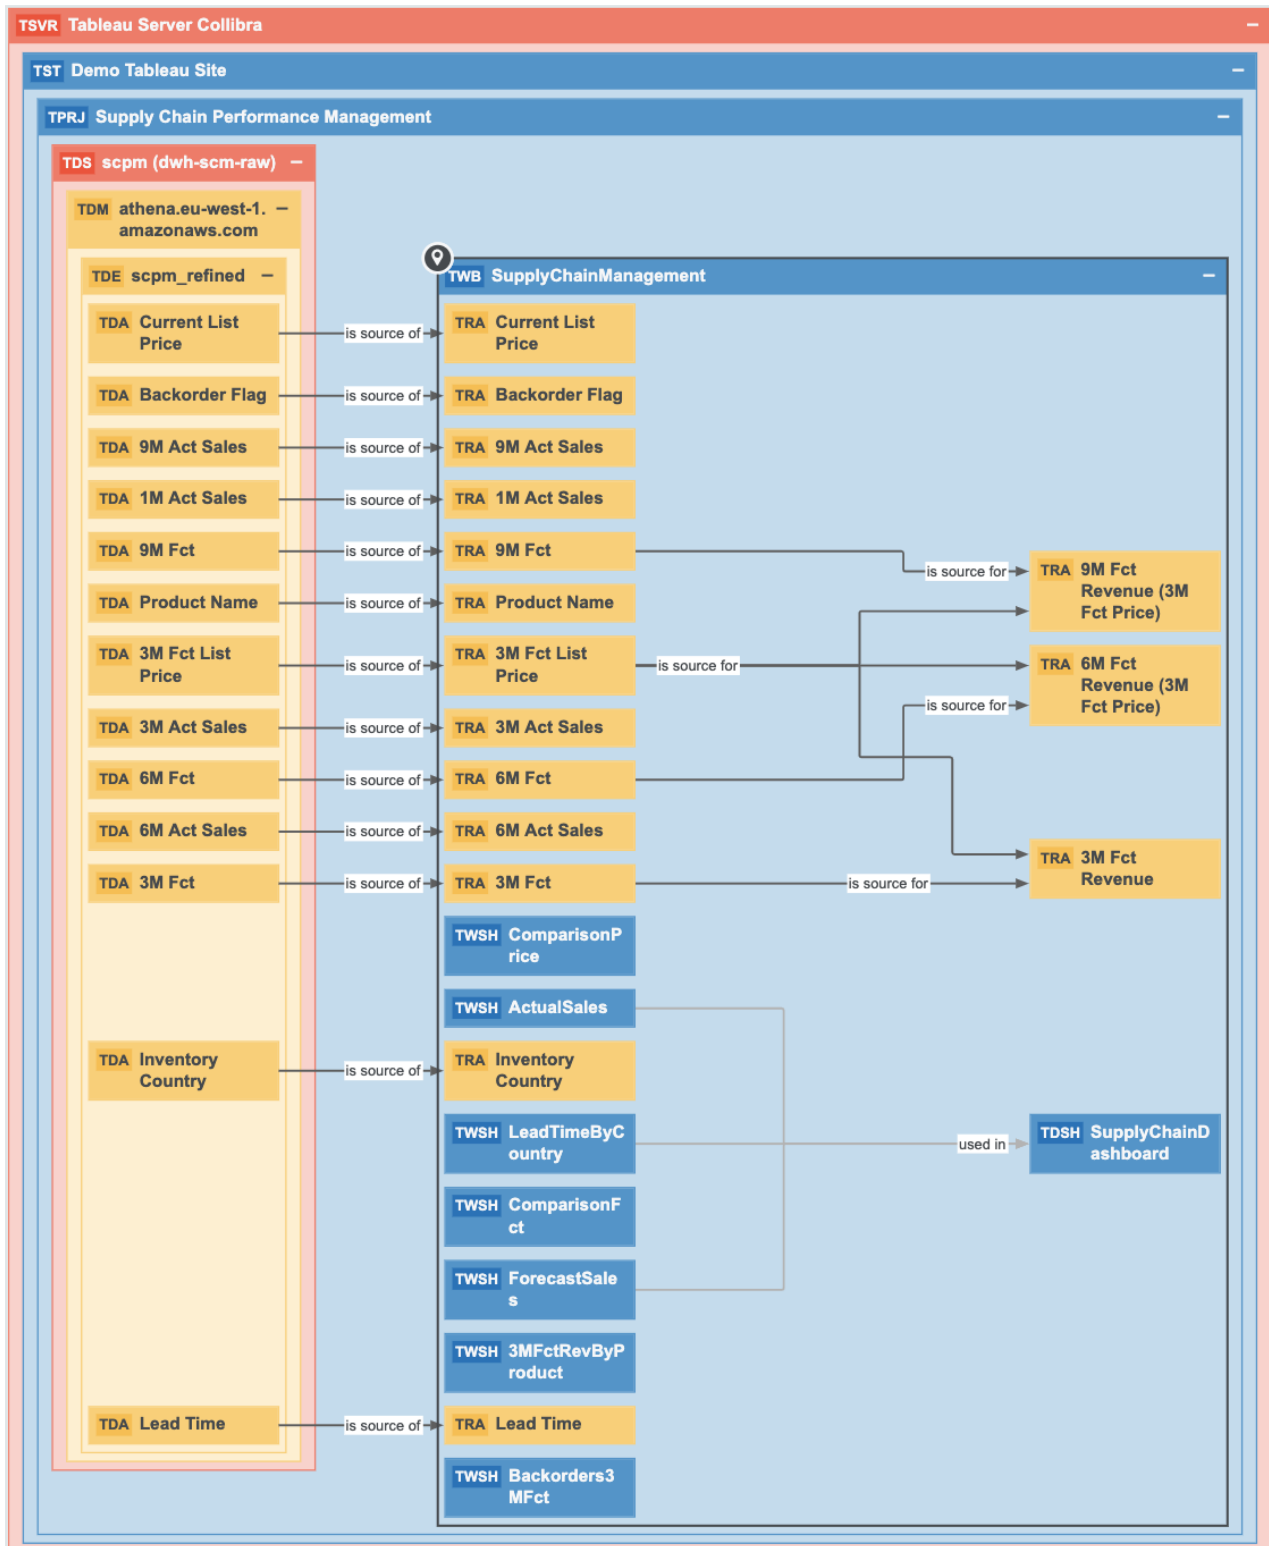 TSVR Tableau Server Collibra
TST Demo Tableau Site
TPRJ Supply Chain Performance Management
TDS scpm (dwh-scm-raw)
TDM athena.eu-west-1.
amazonaws.com
TDE scpm_refined
TWB SupplyChainManagement
TDA Current List
Price
is source of
TRA Current List
Price
TDA Backorder Flag
is source of
TRA Backorder Flag
TDA 9M Act Sales
is source of
TRA 9M Act Sales
TDA 1M Act Sales
is source of
TRA 1M Act Sales
TDA 9M Fct
is source of
TRA 9M Fct
is source for
TRA 9M Fct
Revenue (3M
Fct Price)
TDA Product Name
is source of
TRA Product Name
TDA 3M Fct List
Price
is source of
TRA 3M Fct List
Price
is source for
TRA 6M Fct
Revenue (3M
Fct Price)
is source for
TDA 3M Act Sales
is source of
TRA 3M Act Sales
TDA 6M Fct
is source of
TRA 6M Fct
TDA 6M Act Sales
is source of
TRA 6M Act Sales
TDA 3M Fct
is source of
TRA 3M Fct
is source for
TRA 3M Fct
Revenue
TWSH ComparisonP
rice
TWSH ActualSales
TDA Inventory
Country
is source of
TRA Inventory
Country
TWSH LeadTimeByC
ountry
used in
TDSH SupplyChainD
ashboard
TWSH ComparisonF
ct
TWSH ForecastSale
s
TWSH 3MFctRevByP
roduct
TDA Lead Time
is source of
TRA Lead Time
TWSH Backorders3
MFct